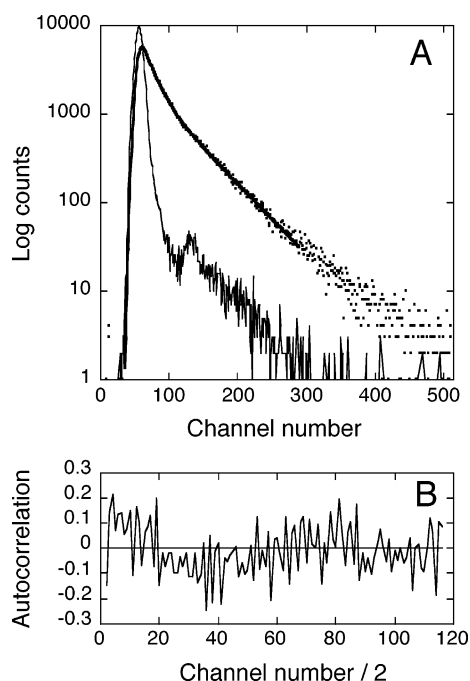 10000
A
1000
Log counts
100
10
1
0 100 200 300 400 500
Channel number
0.3
B
0.2
0.1
Autocorrelation
0
-0.1
-0.2
-0.3
0 20 40 60 80 100 120
Channel number / 2